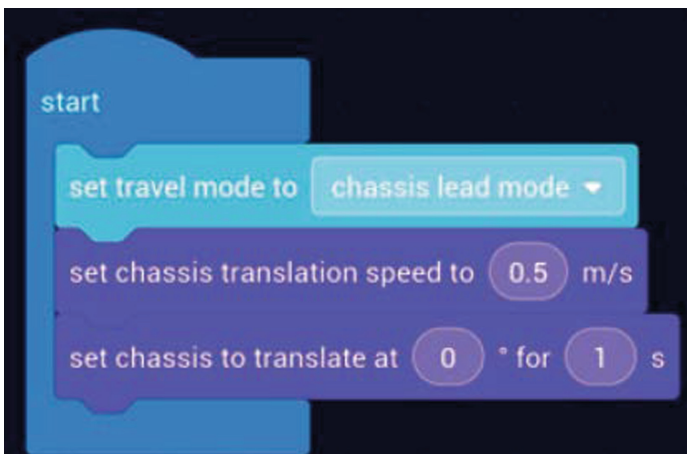 start
set travel mode to chassis lead mode
set chassis translation speed to 0.5 m/s
set chassis to translate at 0 ° for 1 s